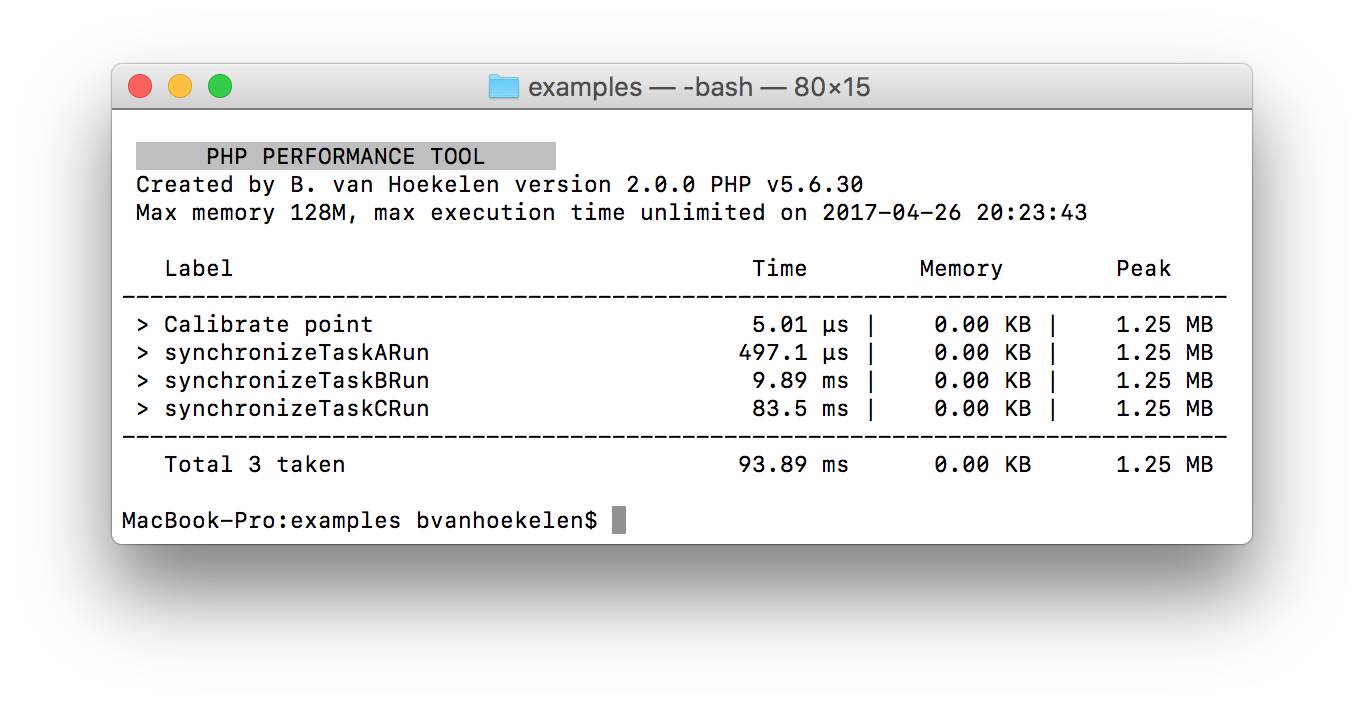 examples — -bash — 80×15
PHP PERFORMANCE TOOL
Created by B. van Hoekelen version 2.0.0 PHP v5.6.30
Max memory 128M, max execution time unlimited on 2017-04-26 20:23:43
Label Time Memory Peak
--------------------------------------------------------------------------------
> Calibrate point 5.01 µs | 0.00 KB | 1.25 MB
> synchronizeTaskARun 497.1 µs | 0.00 KB | 1.25 MB
> synchronizeTaskBRun 9.89 ms | 0.00 KB | 1.25 MB
> synchronizeTaskCRun 83.5 ms | 0.00 KB | 1.25 MB
--------------------------------------------------------------------------------
Total 3 taken 93.89 ms 0.00 KB 1.25 MB
MacBook-Pro:examples bvanhoekelen$